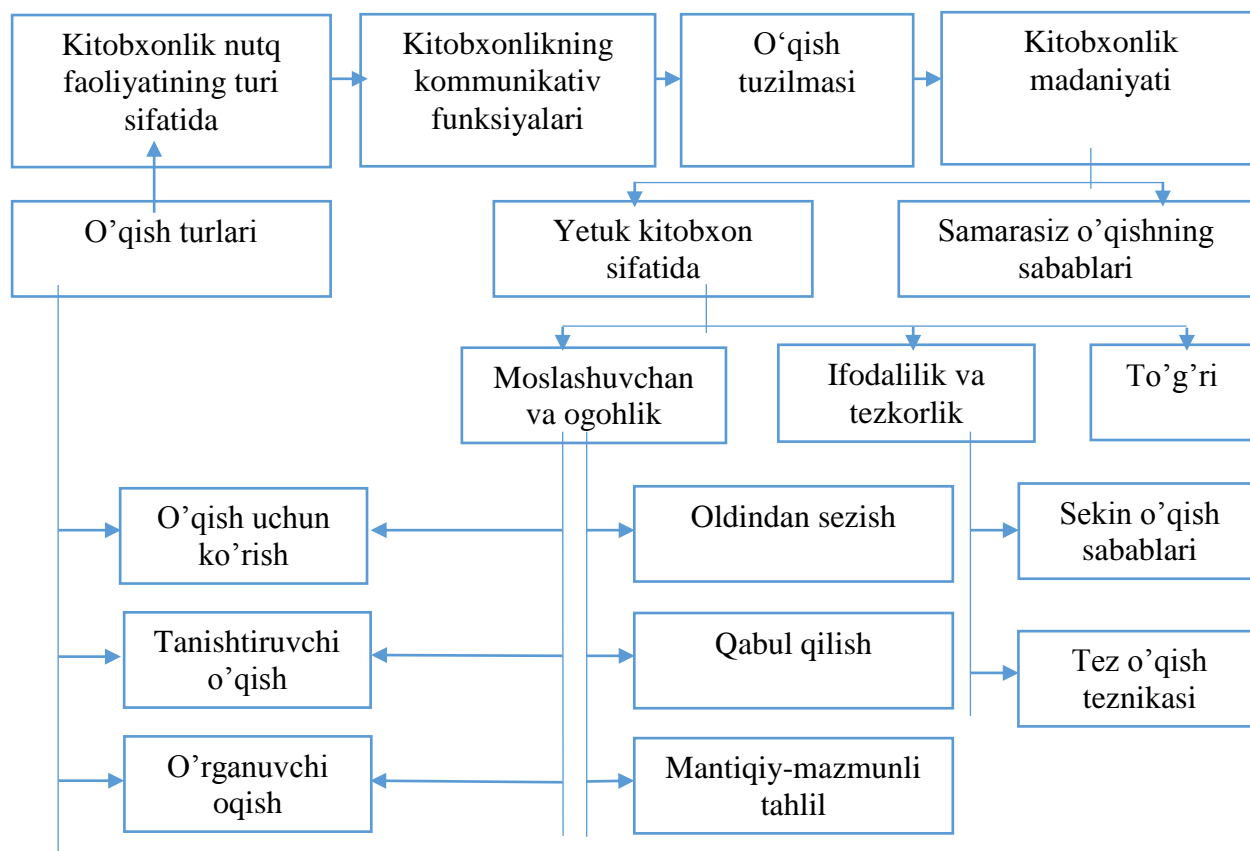 Kitobxonlik nutq
faoliyatining turi
sifatida
Kitobxonlikning
kommunikativ
funksiyalari
O‘qish
tuzilmasi
Kitobxonlik
madaniyati
O’qish turlari
Yetuk kitobxon
sifatida
Samarasiz o’qishning
sabablari
Moslashuvchan
va ogohlik
Ifodalilik va
tezkorlik
To’g’ri
O’qish uchun
ko’rish
Oldindan sezish
Sekin o’qish
sabablari
Tanishtiruvchi
o’qish
Qabul qilish
Tez o’qish
teznikasi
O’rganuvchi
oqish
Mantiqiy-mazmunli
tahlil